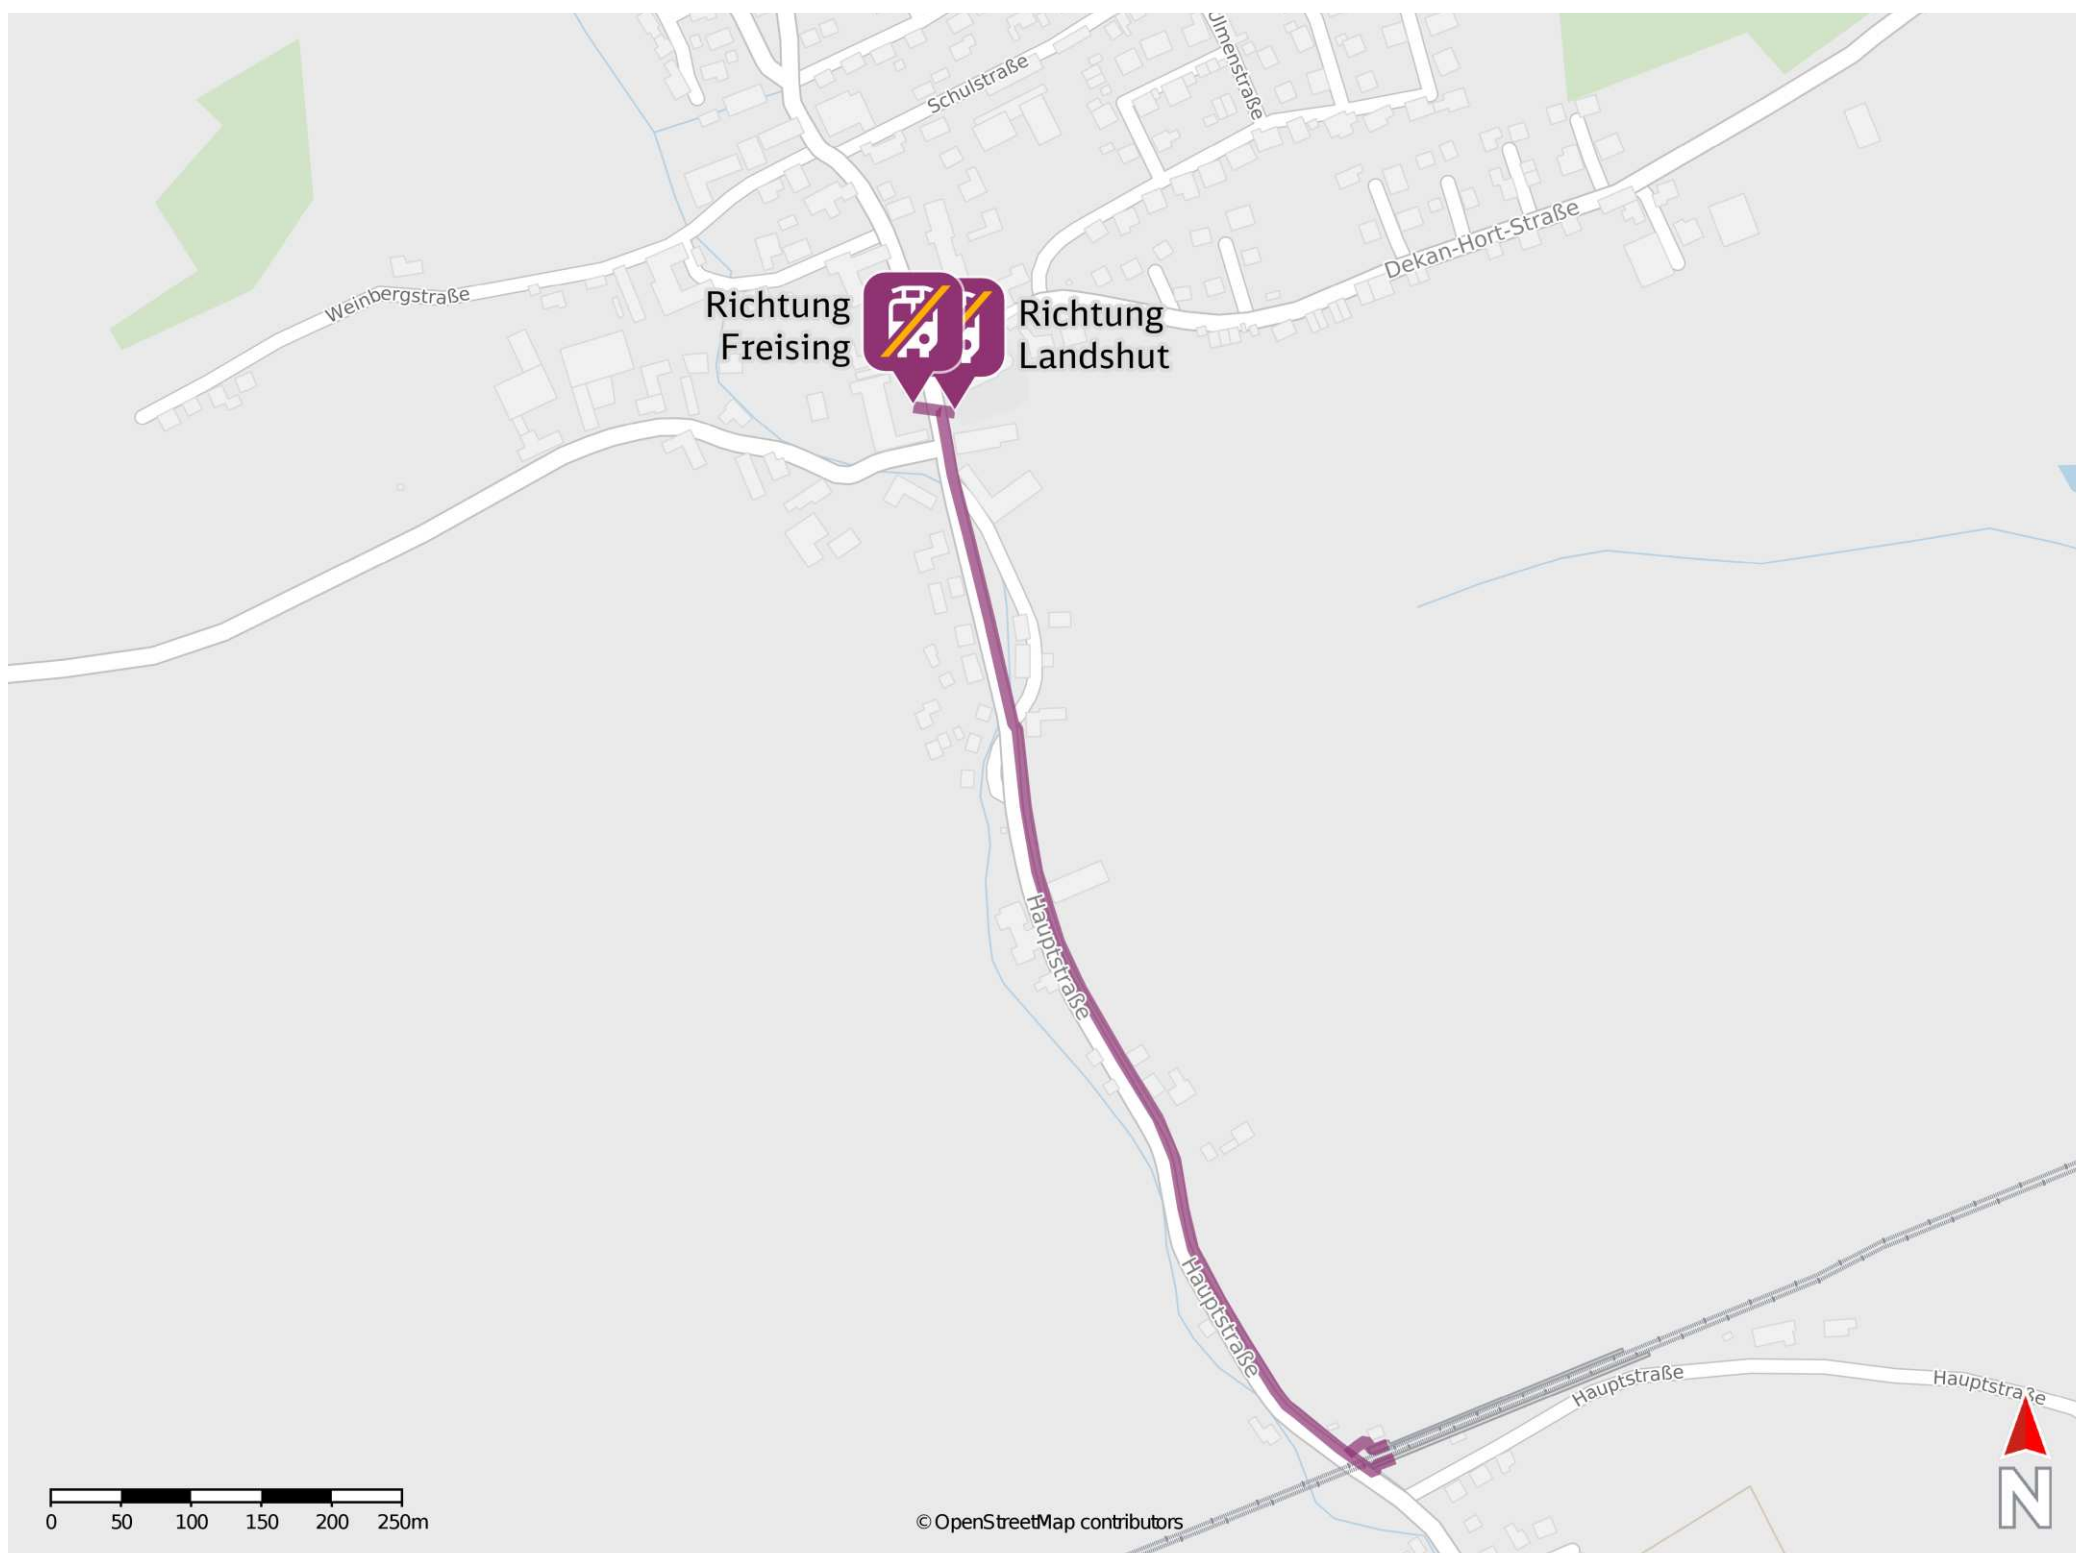 Ulmenstraße
Schulstraße
Dekan-Hort-Straße
Weinbergstraße
Richtung
Freising
Richtung
Landshut
Hauptstraße
Hauptstraße
Hauptstraße
Hauptstraße
N
0 50 100 150 200 250m
© OpenStreetMap contributors